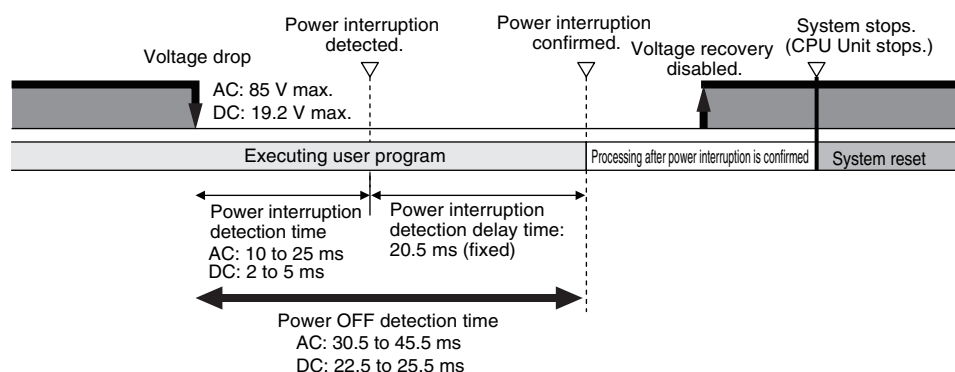 Power interruption
detected.
Power interruption
confirmed.
System stops.
(CPU Unit stops.)
Voltage drop
Voltage recovery
disabled.
AC: 85 V max.
DC: 19.2 V max.
Executing user program
Processing after power interruption is confirmed
System reset
Power interruption
detection time
AC: 10 to 25 ms
DC: 2 to 5 ms
Power interruption
detection delay time:
20.5 ms (fixed)
Power OFF detection time
AC: 30.5 to 45.5 ms
DC: 22.5 to 25.5 ms